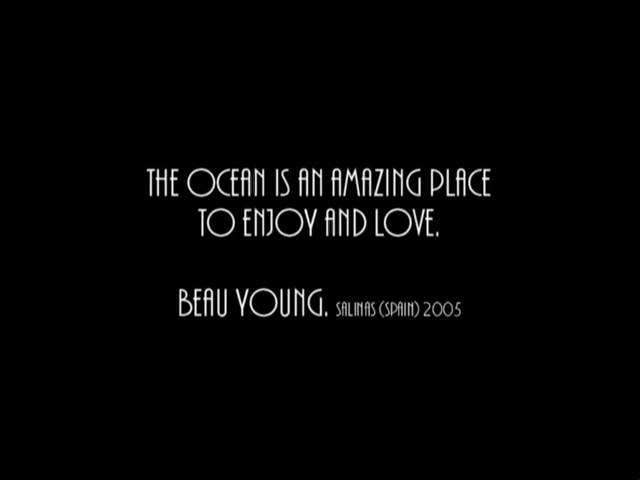 THE OCEAN IS AN AMAZING PLACE
TO ENJOY AND LOVE.
BEAU YOUNG. SALINAS (SPAIN) 2005